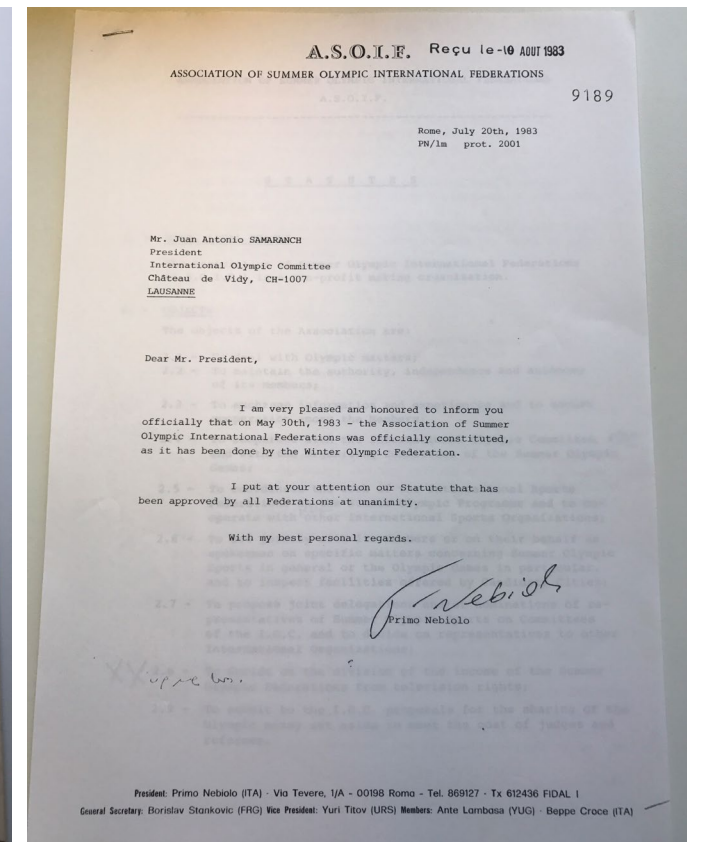 A.S.O.I.F. Reçu le -10 AOUT 1983
ASSOCIATION OF SUMMER OLYMPIC INTERNATIONAL FEDERATIONS
9189
Rome, July 20th, 1983
PN/lm prot. 2001
Mr. Juan Antonio SAMARANCH
President
International Olympic Committee
Château de Vidy, CH-1007
LAUSANNE
Dear Mr. President,
I am very pleased and honoured to inform you
officially that on May 30th, 1983 - the Association of Summer
Olympic International Federations was officially constituted,
as it has been done by the Winter Olympic Federation.
I put at your attention our Statute that has
been approved by all Federations at unanimity.
With my best personal regards.
Nebiolo
Primo Nebiolo
President: Primo Nebiolo (ITA) · Via Tevere, 1/A - 00198 Roma - Tel. 869127 · Tx 612436 FIDAL I
General Secretary: Borislav Stankovic (FRG) Vice President: Yuri Titov (URS) Members: Ante Lambasa (YUG) · Beppe Croce (ITA)